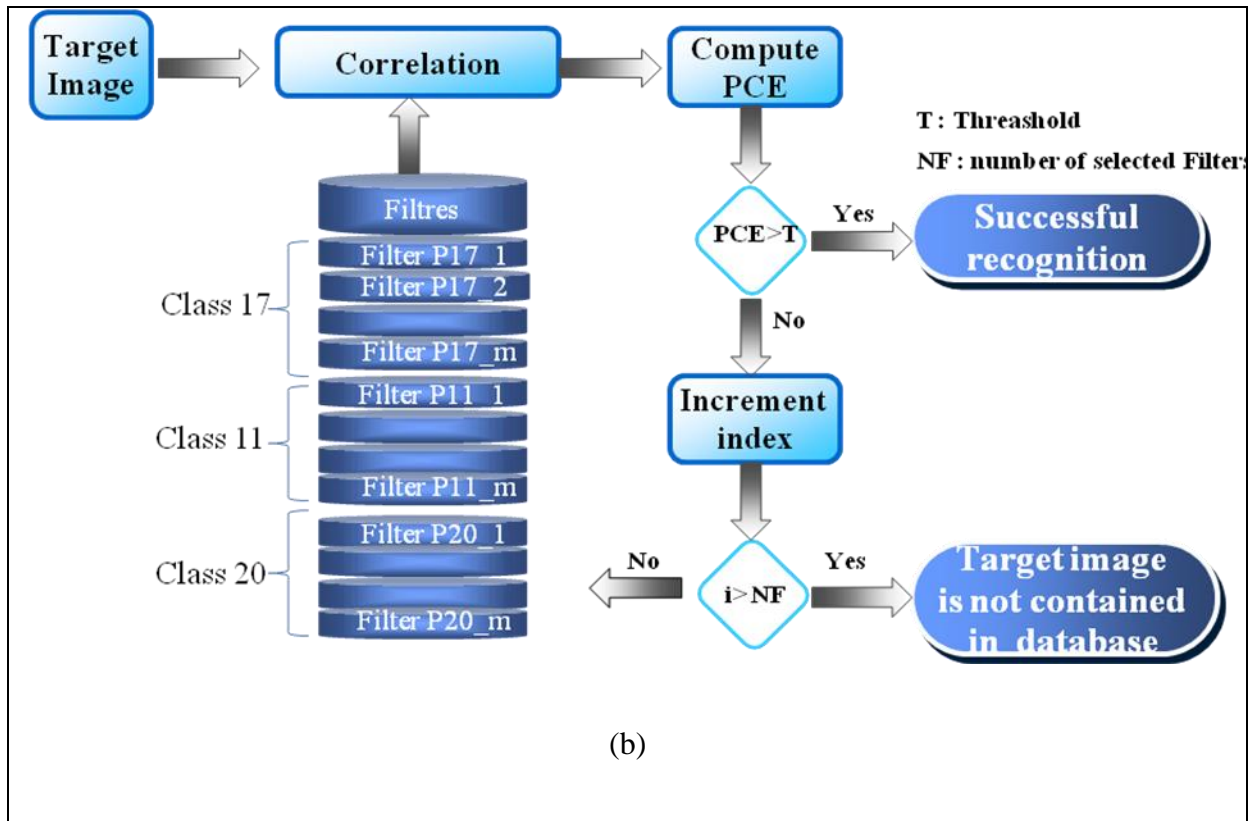 Target
Image
Correlation
Compute
PCE
T : Threashold
NF : number of selected Filters
Filtres
PCE>T
Yes
Successful
recognition
Class 17
Filter P17_1
Filter P17_2
Filter P17_m
No
Class 11
Filter P11_1
Filter P11_m
Increment
index
Class 20
Filter P20_1
Filter P20_m
No
i>NF
Yes
Target image
is not contained
in database
(b)